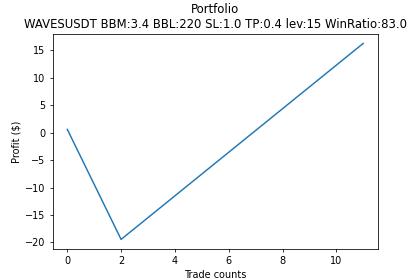 Portfolio
WAVESUSDT BBM:3.4 BBL:220 SL:1.0 TP:0.4 lev:15 WinRatio:83.0
15
10
5
0
−5
−10
−15
−20
Profit ($)
0 2 4 6 8 10
Trade counts